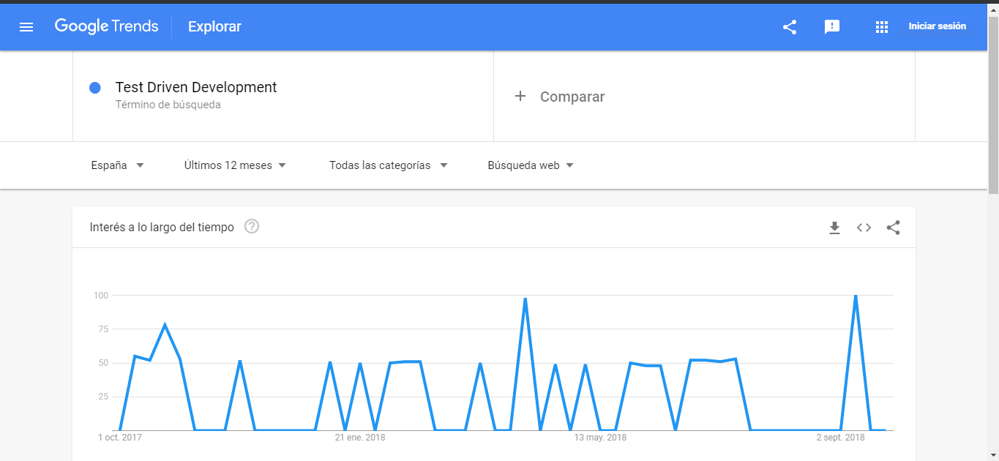 Google Trends Explorar Iniciar sesión
Test Driven Development
Término de búsqueda
Comparar
España Últimos 12 meses Todas las categorías Búsqueda web
Interés a lo largo del tiempo
100
75
50
25
1 oct. 2017 21 ene. 2018 13 may. 2018 2 sept. 2018